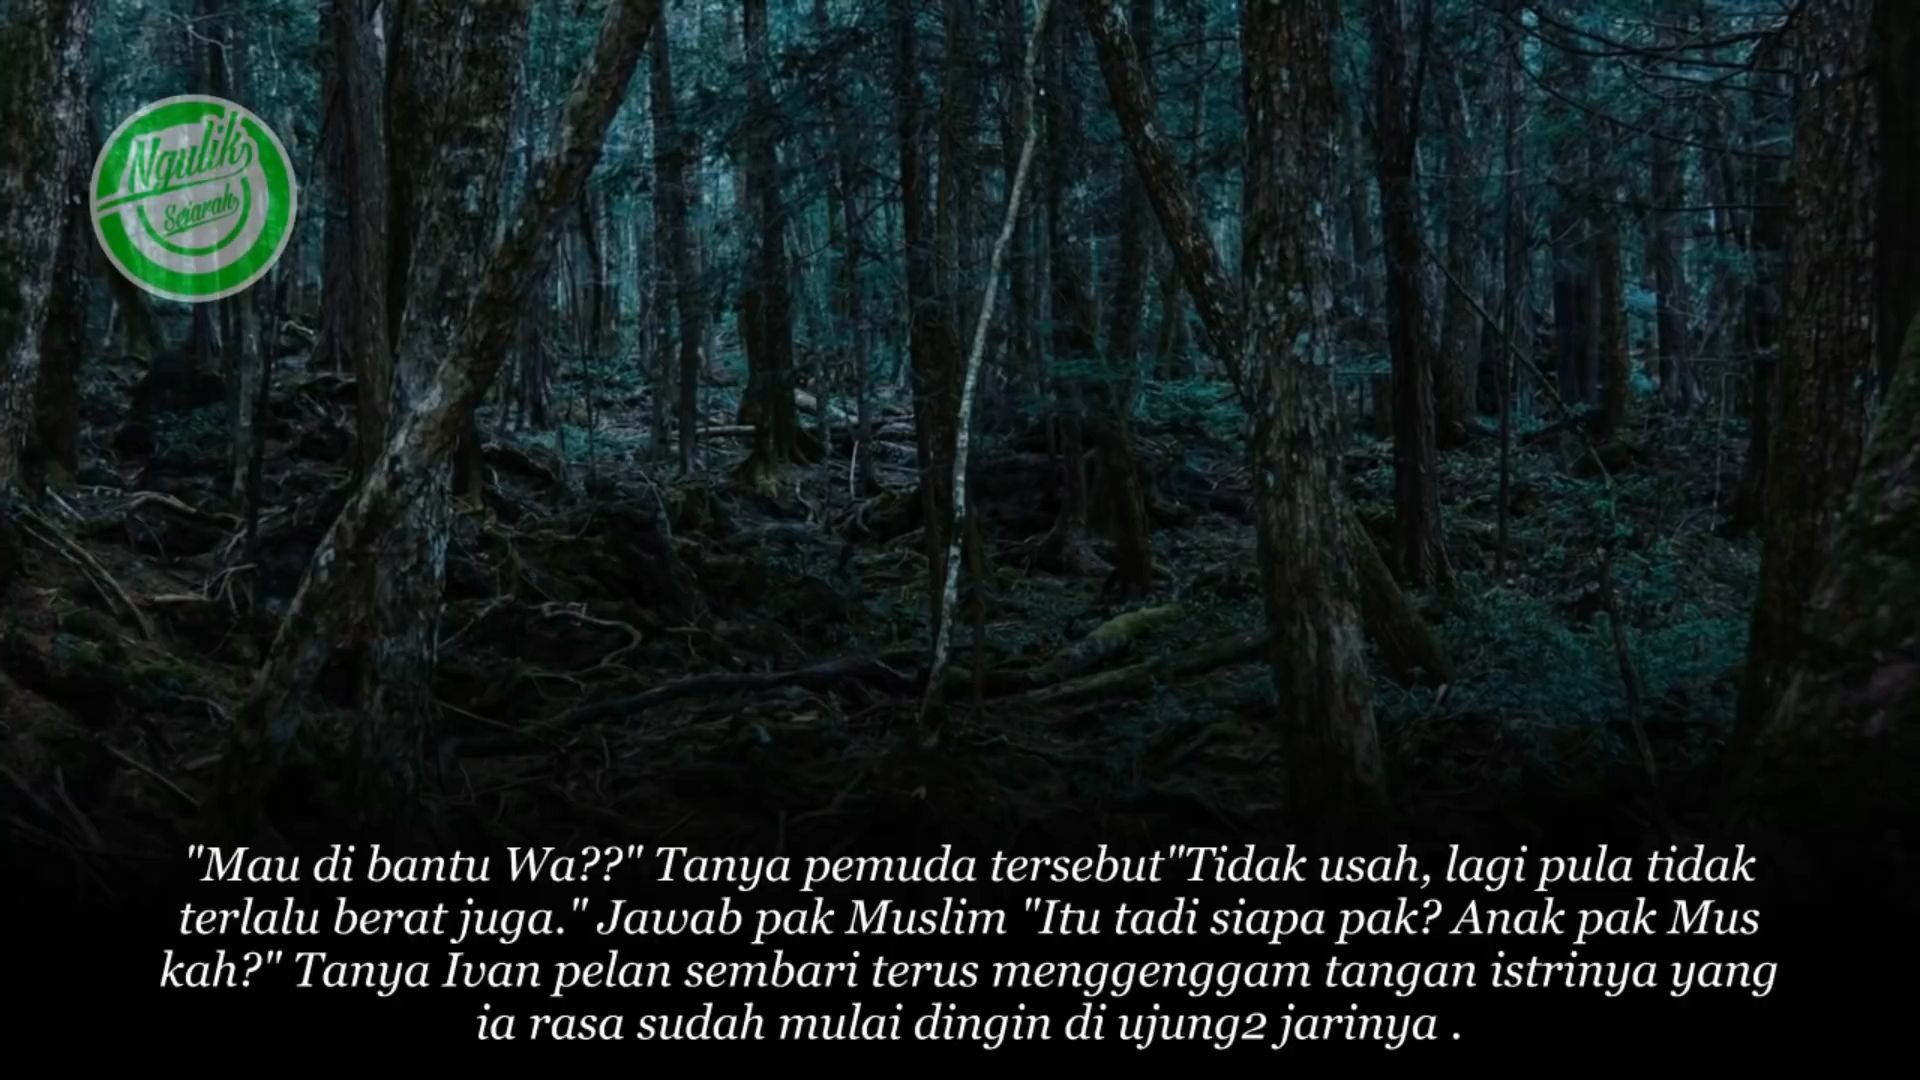 Ngulik
Sejarah
"Mau di bantu Wa??" Tanya pemuda tersebut"Tidak usah, lagi pula tidak
terlalu berat juga." Jawab pak Muslim "Itu tadi siapa pak? Anak pak Mus
kah?" Tanya Ivan pelan sembari terus menggenggam tangan istrinya yang
ia rasa sudah mulai dingin di ujung2 jarinya .